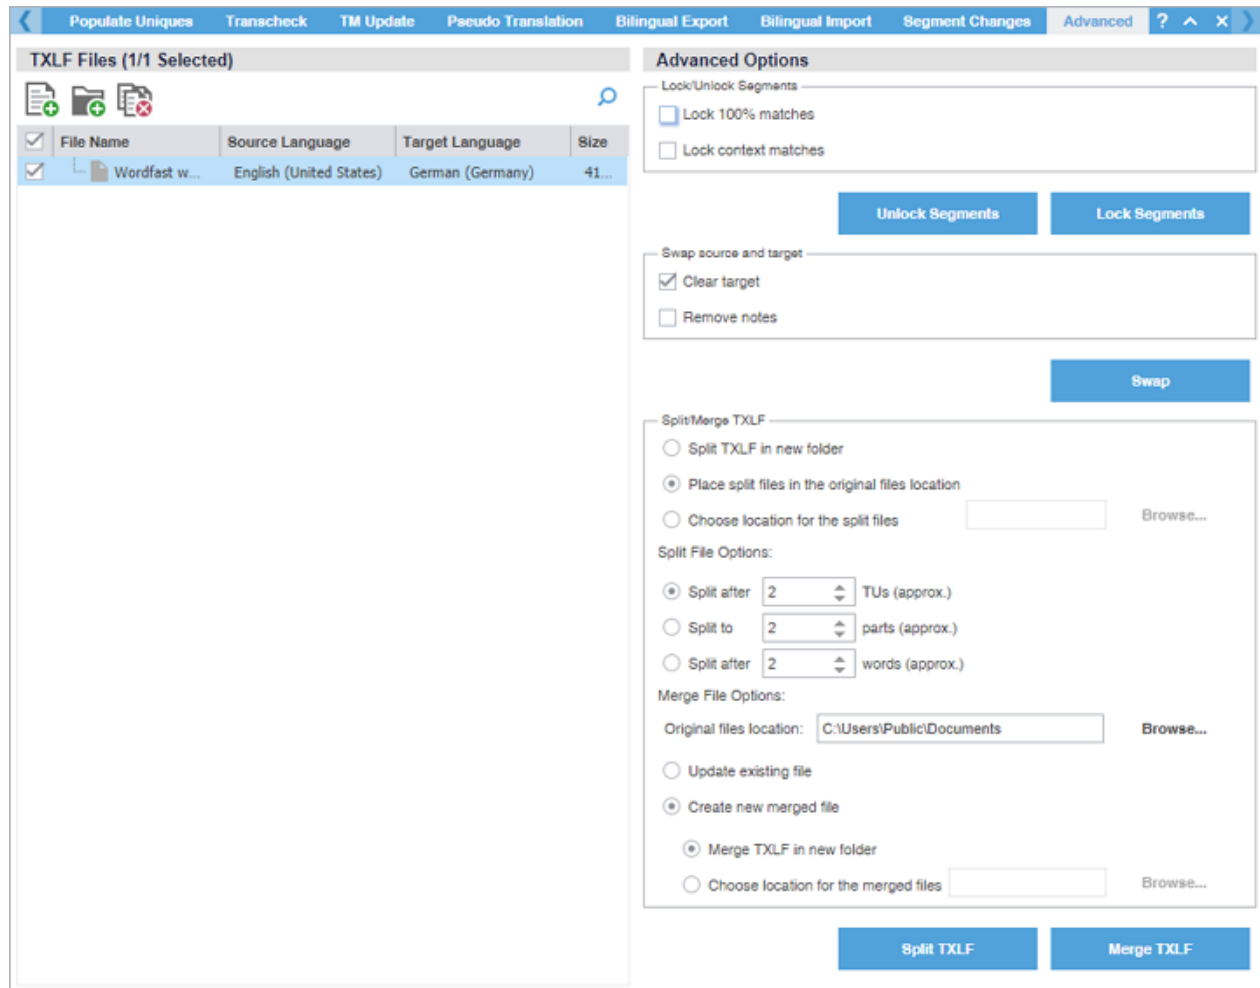 Populate Uniques Transcheck TM Update Pseudo Translation Bilingual Export Bilingual Import Segment Changes Advanced ?
TXLF Files (1/1 Selected)
File Name Source Language Target Language Size
Wordfast w... English (United States) German (Germany) 41...
Advanced Options
Lock/Unlock Segments
Lock 100% matches
Lock context matches
Unlock Segments Lock Segments
Swap source and target
Clear target
Remove notes
Swap
Split/Merge TXLF
Split TXLF in new folder
Place split files in the original files location
Choose location for the split files Browse...
Split File Options:
Split after 2 TUs (approx.)
Split to 2 parts (approx.)
Split after 2 words (approx.)
Merge File Options:
Original files location: C:\Users\Public\Documents Browse...
Update existing file
Create new merged file
Merge TXLF in new folder
Choose location for the merged files Browse...
Split TXLF Merge TXLF